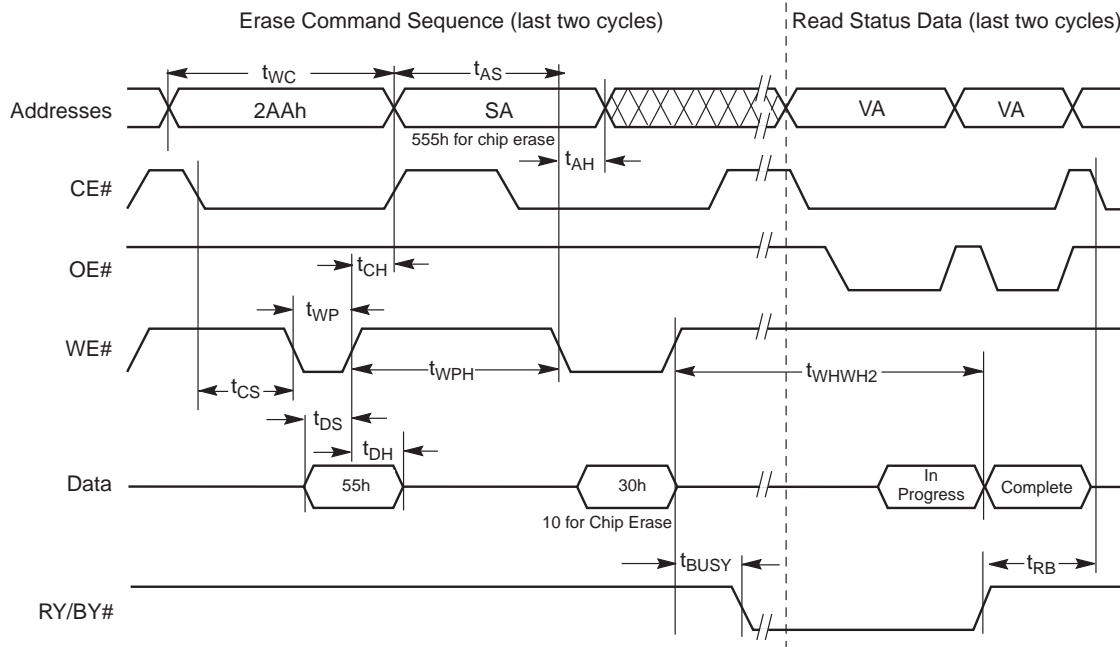 Erase Command Sequence (last two cycles)
Read Status Data (last two cycles)
tWC
tAS
Addresses
2AAh
SA
VA
VA
555h for chip erase
tAH
CE#
OE#
tCH
tWP
WE#
tWPH
tWHWH2
tCS
tDS
tDH
Data
55h
30h
In
Progress
Complete
10 for Chip Erase
tBUSY
tRB
RY/BY#